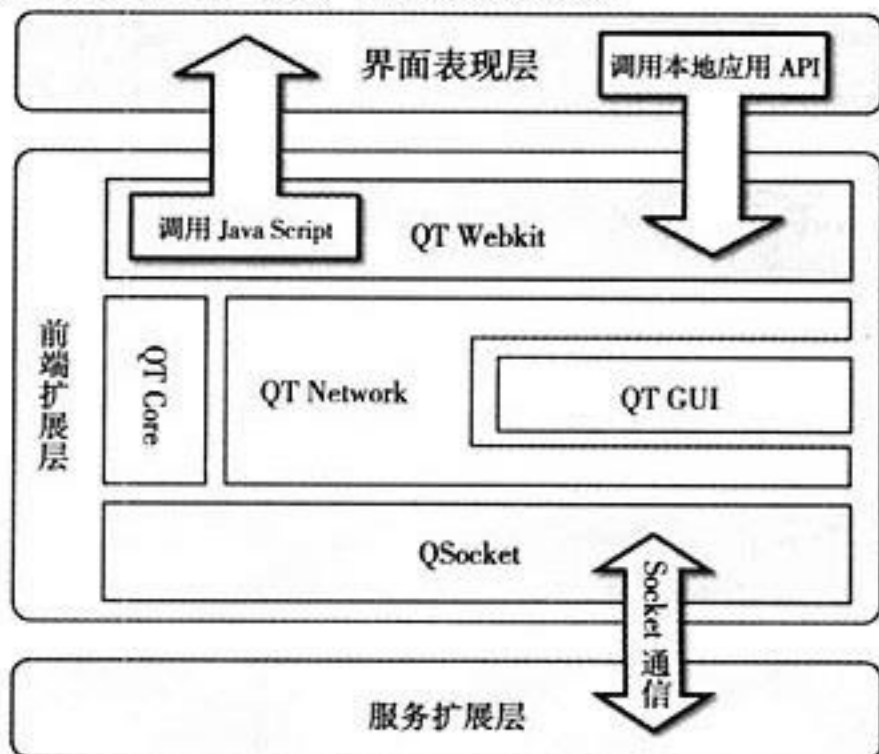 界面表现层
调用本地应用 API
调用 Java Script
QT Webkit
前端扩展层
QT Core
QT Network
QT GUI
QSocket
Socket 通信
服务扩展层